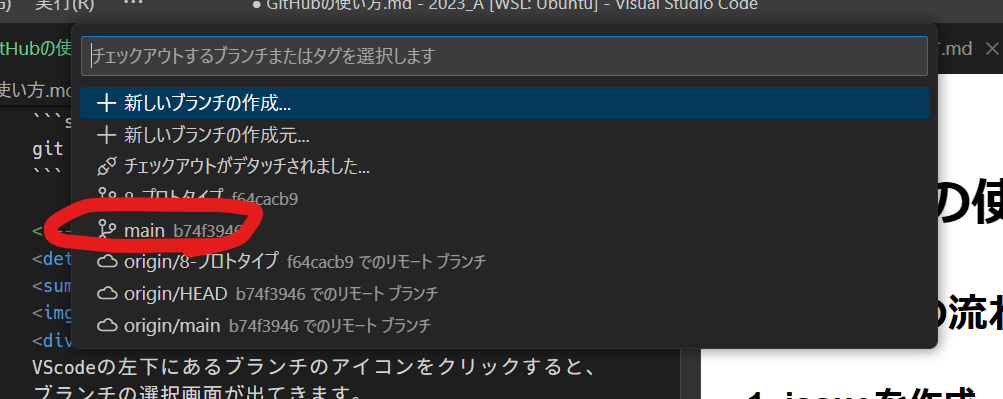 実行(R) ...
● GitHubの使い方.md - 2023_A [WSL: Ubuntu] - Visual Studio Code
tHubの使
.md ×
使い方.md
チェックアウトするブランチまたはタグを選択します
新しいブランチの作成...
新しいブランチの作成元...
チェックアウトがデタッチされました...
8-プロトタイプ f64cacb9
main b74f3946
origin/8-プロトタイプ f64cacb9 でのリモート ブランチ
origin/HEAD b74f3946 でのリモート ブランチ
origin/main b74f3946 でのリモート ブランチ
```s
git
```
<!--
<det
<sum
<img
<div
VScodeの左下にあるブランチのアイコンをクリックすると、
ブランチの選択画面が出てきます。
の使
の流れ
1. issueを作成